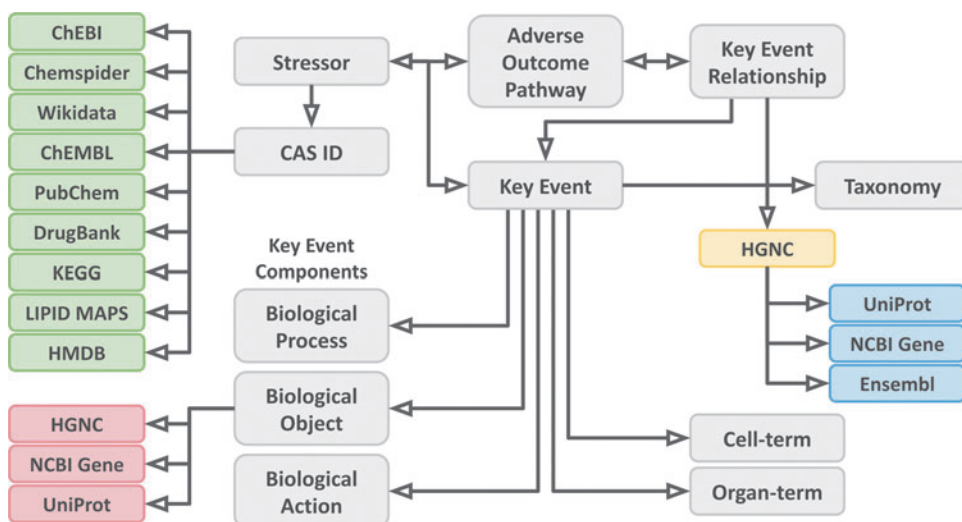 ChEBI
Chemspider
Wikidata
ChEMBL
PubChem
DrugBank
KEGG
LIPID MAPS
HMDB
HGNC
NCBI Gene
UniProt
Stressor
CAS ID
Key Event
Components
Biological
Process
Biological
Object
Biological
Action
Adverse
Outcome
Pathway
Key Event
Key Event
Relationship
Taxonomy
HGNC
UniProt
NCBI Gene
Ensembl
Cell-term
Organ-term